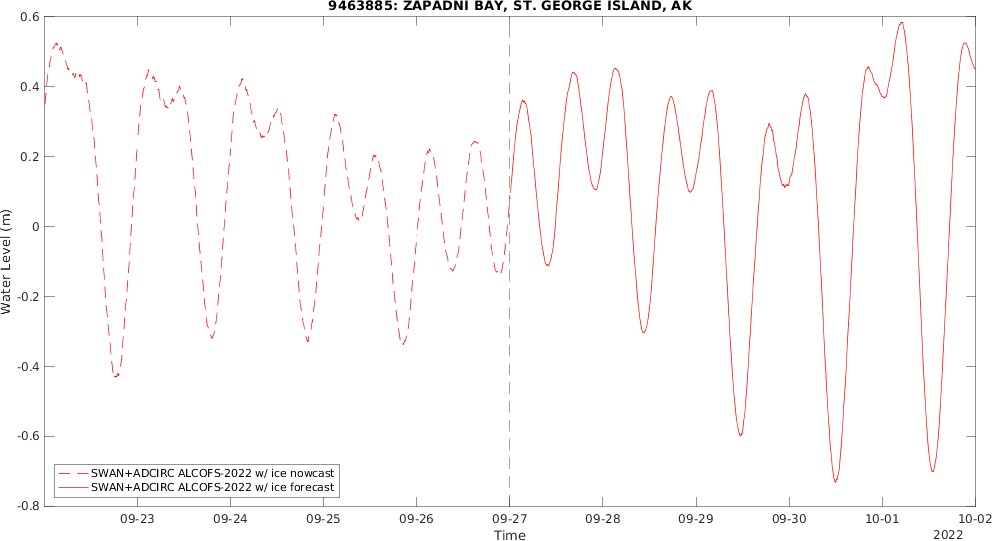 9463885: ZAPADNI BAY, ST. GEORGE ISLAND, AK
0.6
0.4
0.2
0
-0.2
-0.4
-0.6
-0.8
Water Level (m)
SWAN+ADCIRC ALCOFS-2022 w/ ice nowcast
SWAN+ADCIRC ALCOFS-2022 w/ ice forecast
09-23 09-24 09-25 09-26 09-27 09-28 09-29 09-30 10-01 10-02
Time
2022